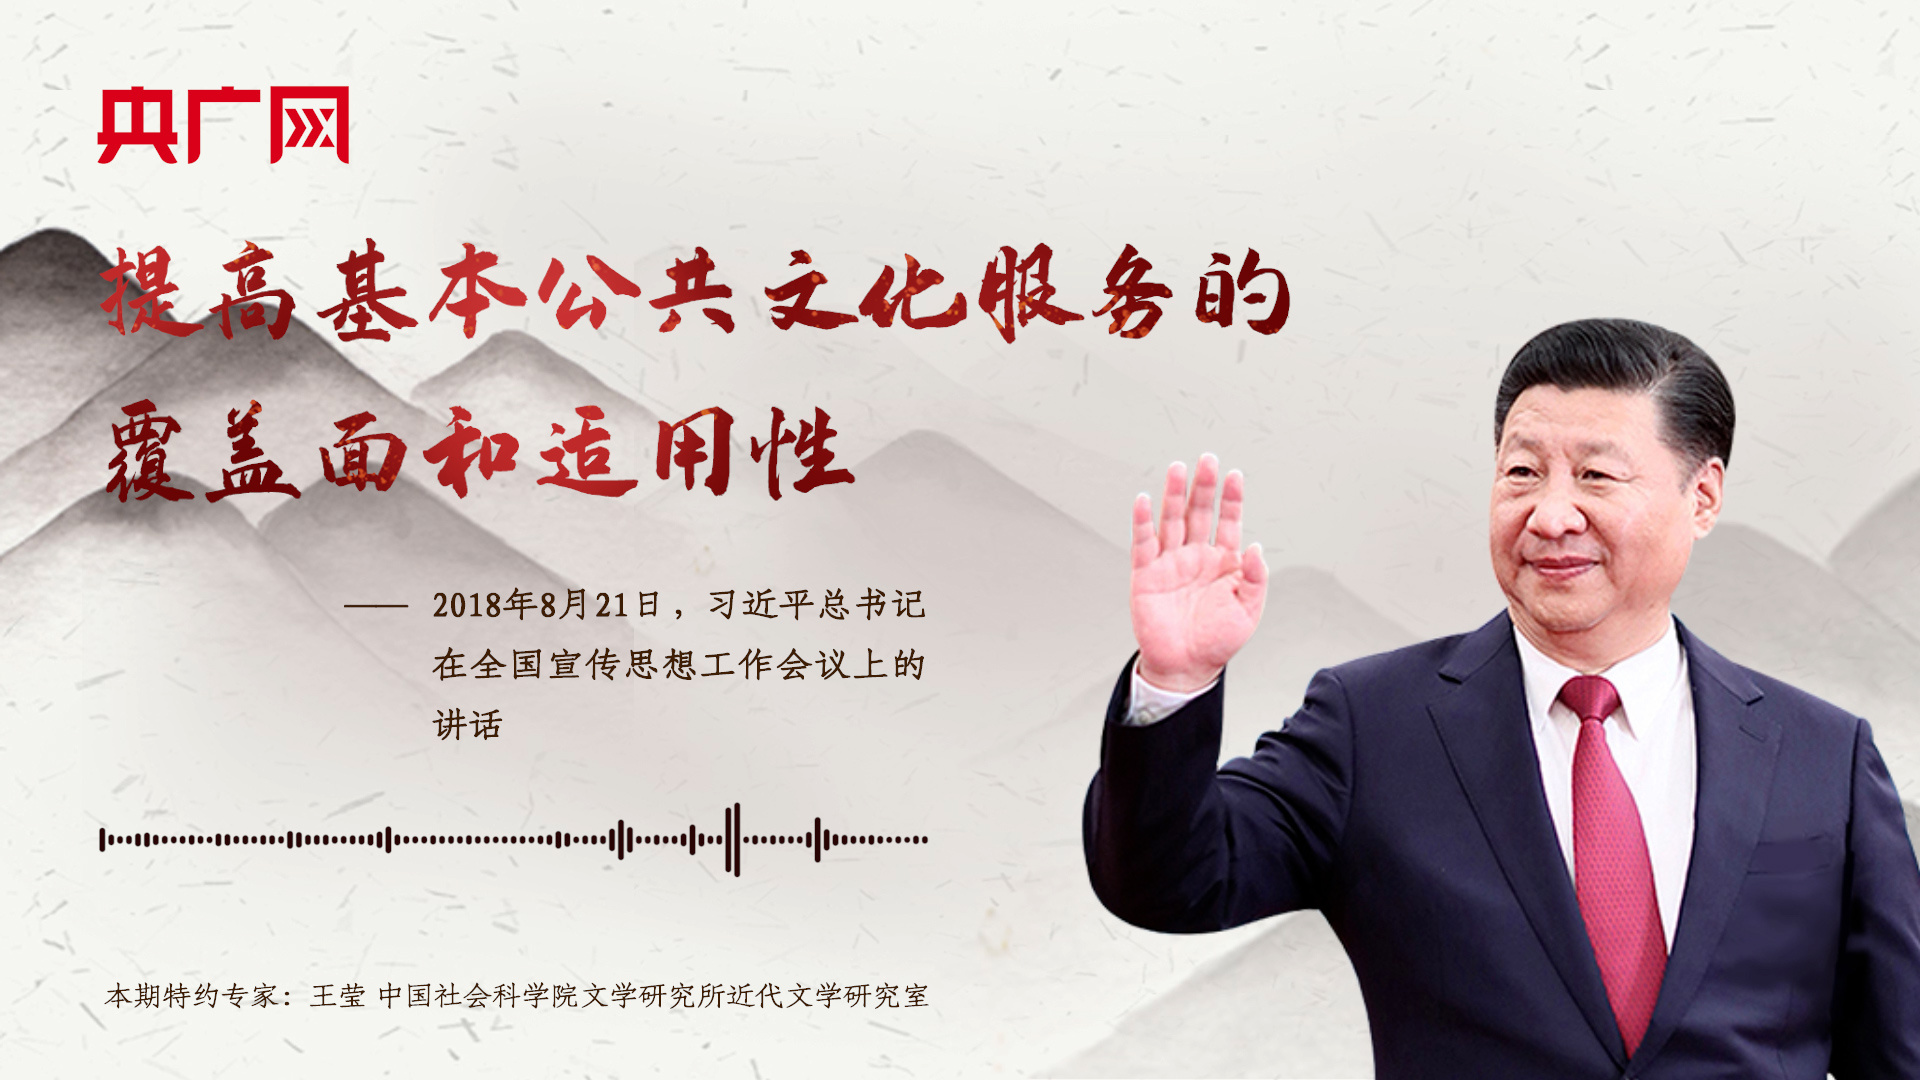 央广网
提高基本公共文化服务的
覆盖面和适用性
—— 2018年8月21日，习近平总书记
在全国宣传思想工作会议上的
讲话
本期特约专家：王莹 中国社会科学院文学研究所近代文学研究室